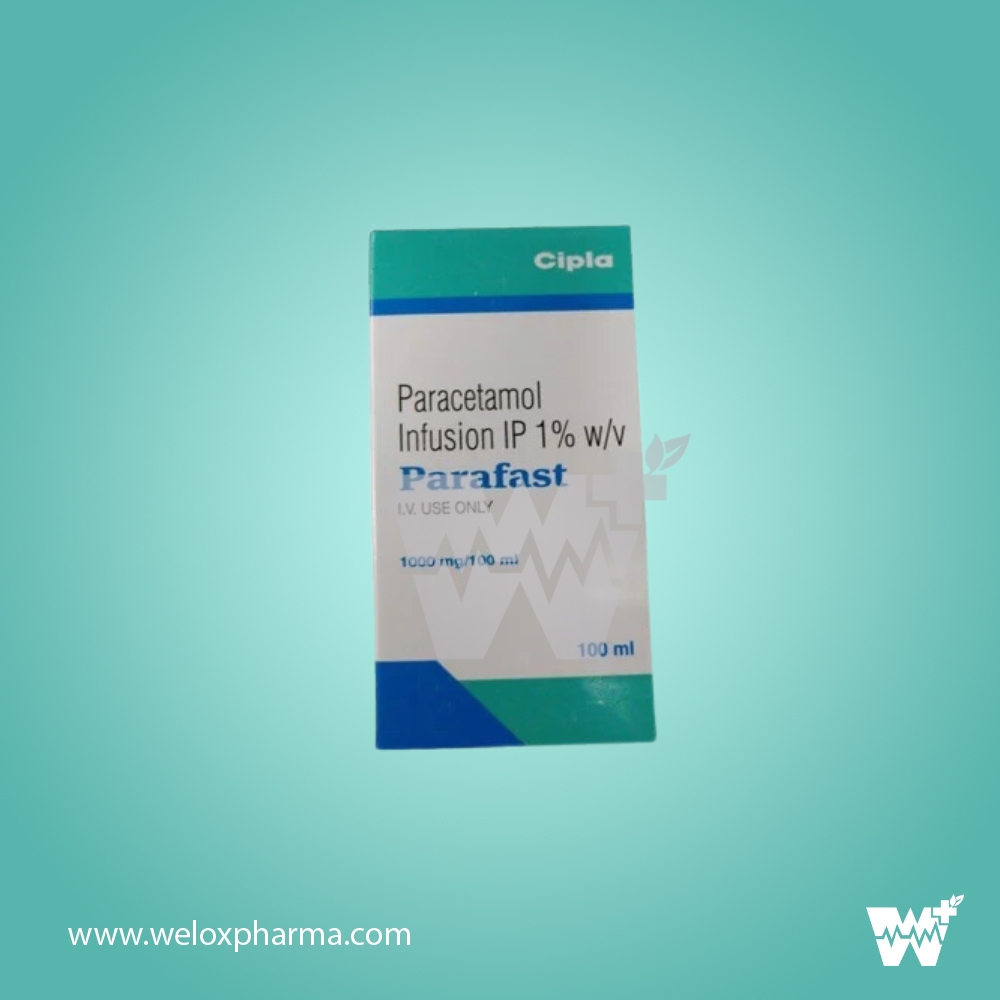 Cipla
Paracetamol
Infusion IP 1% w/v
Parafast
I.V. USE ONLY
1000 mg/100 ml
100 ml
www.weloxpharma.com